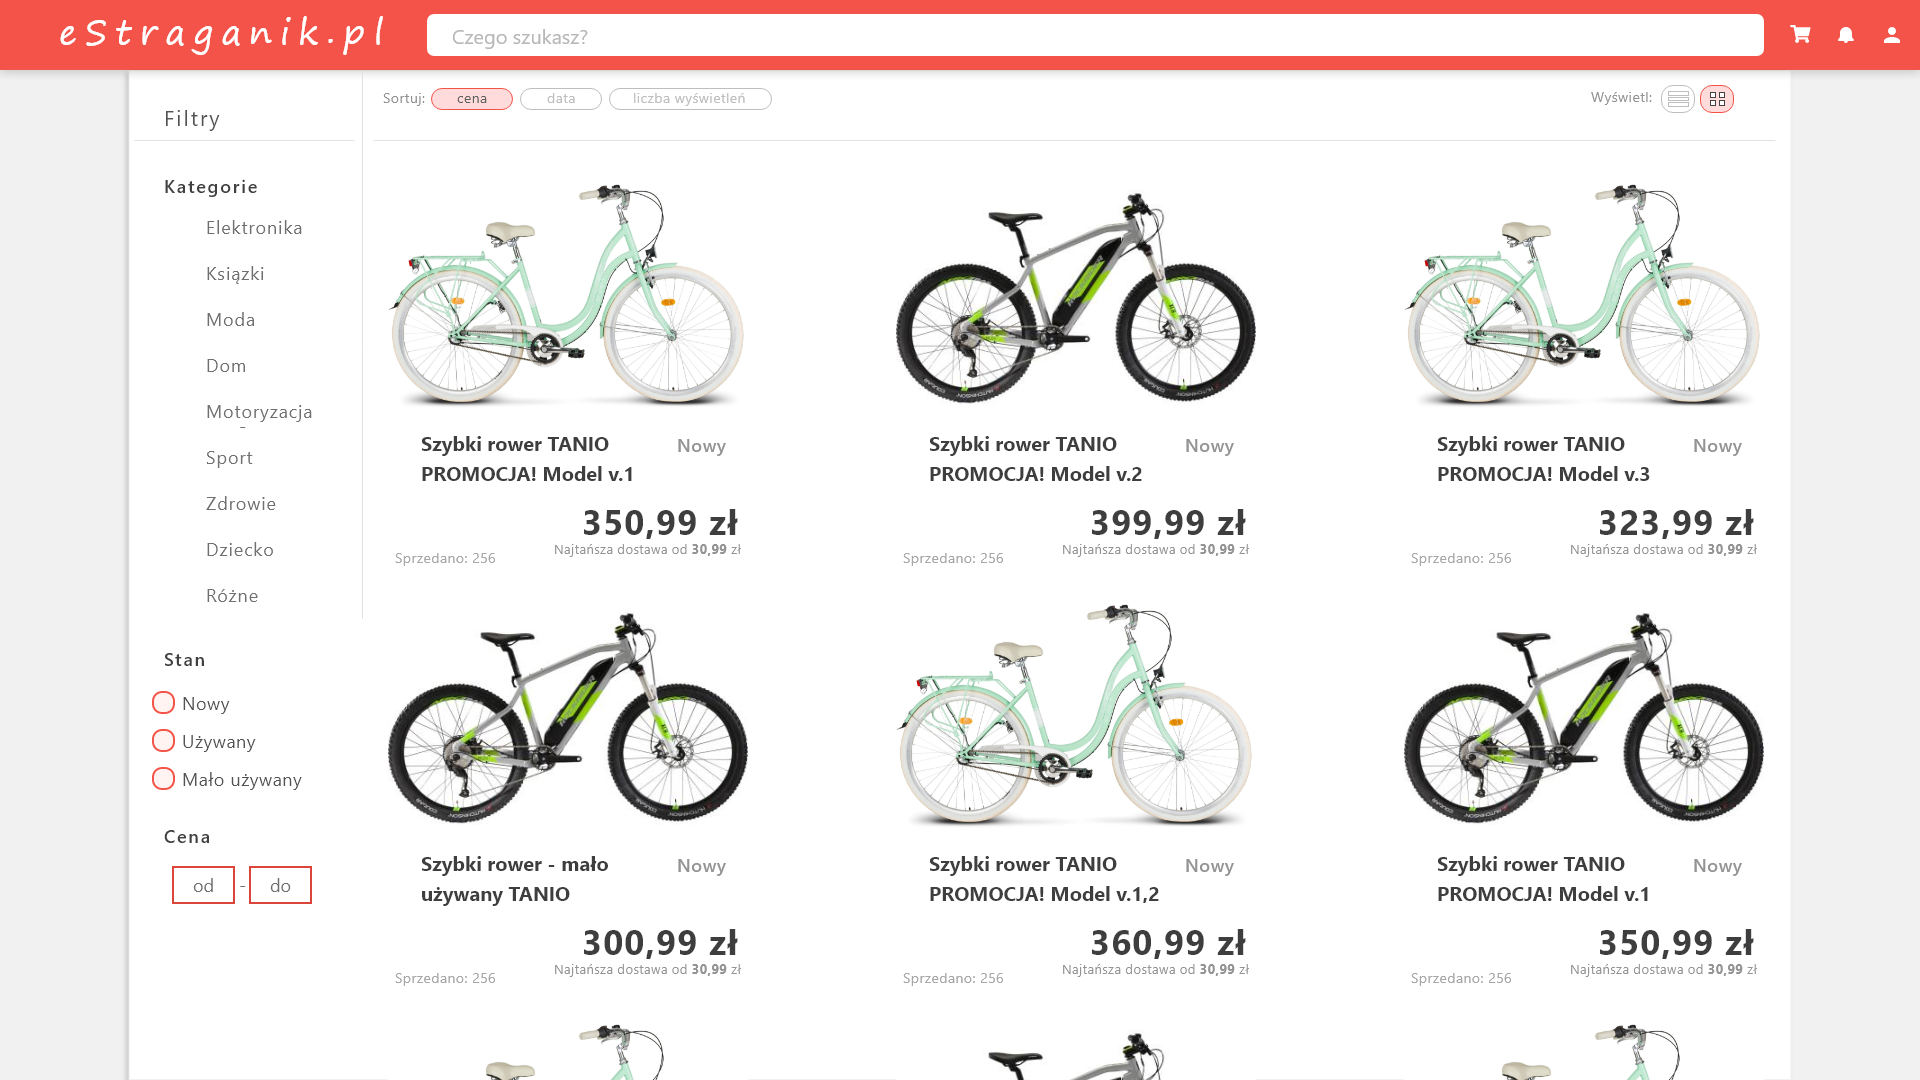 eStraganik.pl
Czego szukasz?
Filtry
Kategorie
Elektronika
Ksiązki
Moda
Dom
Motoryzacja
Sport
Zdrowie
Dziecko
Różne
Stan
Nowy
Używany
Mało używany
Cena
od - do
Sortuj: cena data liczba wyświetleń
Wyświetl:
Szybki rower TANIO
PROMOCJA! Model v.1
Nowy
350,99 zł
Najtańsza dostawa od 30,99 zł
Sprzedano: 256
Szybki rower TANIO
PROMOCJA! Model v.2
Nowy
399,99 zł
Najtańsza dostawa od 30,99 zł
Sprzedano: 256
Szybki rower TANIO
PROMOCJA! Model v.3
Nowy
323,99 zł
Najtańsza dostawa od 30,99 zł
Sprzedano: 256
Szybki rower - mało
używany TANIO
Nowy
300,99 zł
Najtańsza dostawa od 30,99 zł
Sprzedano: 256
Szybki rower TANIO
PROMOCJA! Model v.1,2
Nowy
360,99 zł
Najtańsza dostawa od 30,99 zł
Sprzedano: 256
Szybki rower TANIO
PROMOCJA! Model v.1
Nowy
350,99 zł
Najtańsza dostawa od 30,99 zł
Sprzedano: 256